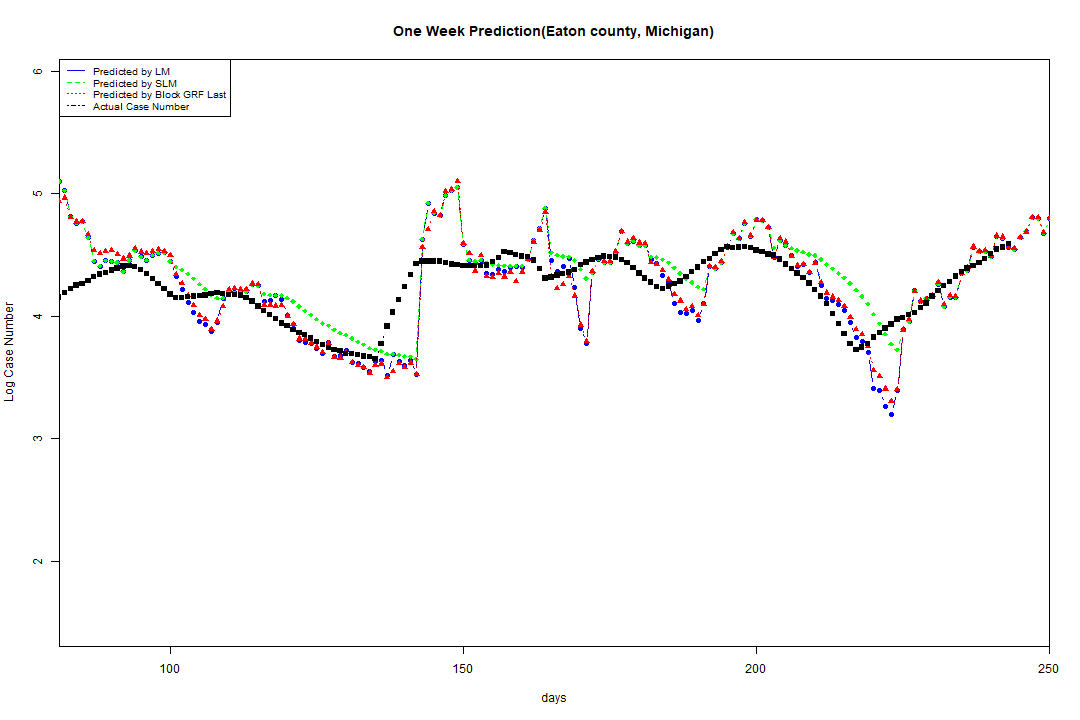 One Week Prediction(Eaton county, Michigan)
Predicted by LM
Predicted by SLM
Predicted by Block GRF Last
Actual Case Number
6
5
4
3
2
Log Case Number
100
150
200
250
days